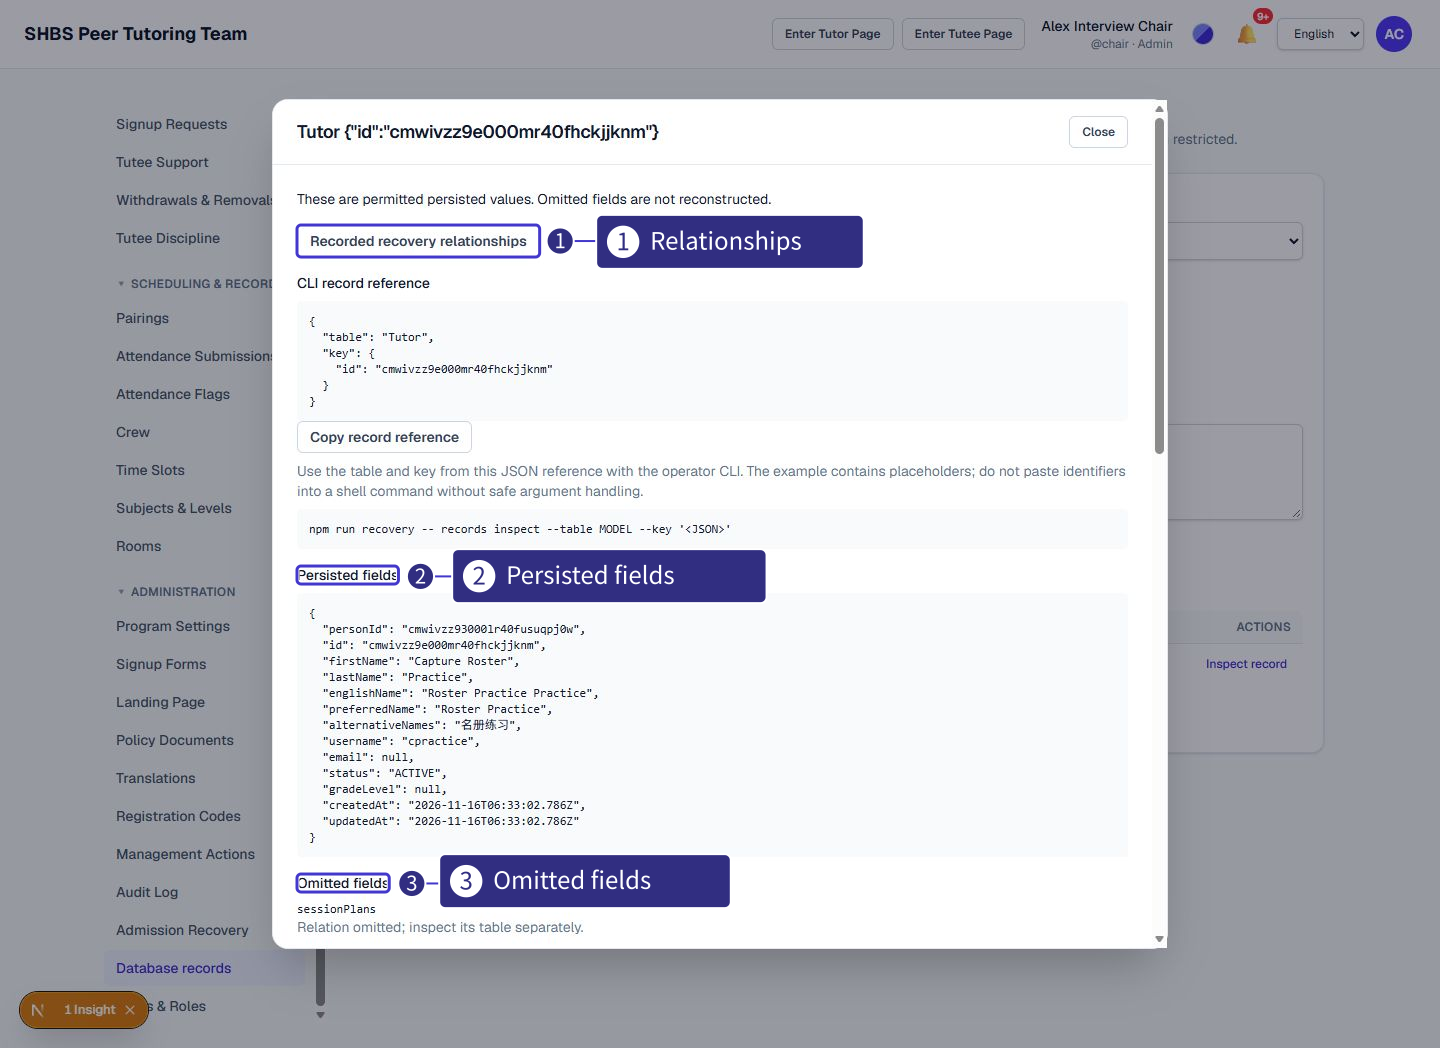 SHBS Peer Tutoring Team
Enter Tutor Page
Enter Tutee Page
Alex Interview Chair
@chair · Admin
9+
English
AC
Signup Requests
Tutee Support
Withdrawals & Removals
Tutee Discipline
SCHEDULING & RECORD
Pairings
Attendance Submissions
Attendance Flags
Crew
Time Slots
Subjects & Levels
Rooms
ADMINISTRATION
Program Settings
Signup Forms
Landing Page
Policy Documents
Translations
Registration Codes
Management Actions
Audit Log
Admission Recovery
Database records
s & Roles
N 1 Insight ×
restricted.
ACTIONS
Inspect record
Tutor {"id":"cmwivzz9e000mr40fhckjjknm"}
Close
These are permitted persisted values. Omitted fields are not reconstructed.
Recorded recovery relationships
1
1 Relationships
CLI record reference
{
"table": "Tutor",
"key": {
"id": "cmwivzz9e000mr40fhckjjknm"
}
}
Copy record reference
Use the table and key from this JSON reference with the operator CLI. The example contains placeholders; do not paste identifiers
into a shell command without safe argument handling.
npm run recovery -- records inspect --table MODEL --key '<JSON>'
Persisted fields
2
2 Persisted fields
{
"personId": "cmwivzz93000lr40fusuqpj0w",
"id": "cmwivzz9e000mr40fhckjjknm",
"firstName": "Capture Roster",
"lastName": "Practice",
"englishName": "Roster Practice Practice",
"preferredName": "Roster Practice",
"alternativeNames": "名册练习",
"username": "cpractice",
"email": null,
"status": "ACTIVE",
"gradeLevel": null,
"createdAt": "2026-11-16T06:33:02.786Z",
"updatedAt": "2026-11-16T06:33:02.786Z"
}
Omitted fields
3
3 Omitted fields
sessionPlans
Relation omitted; inspect its table separately.